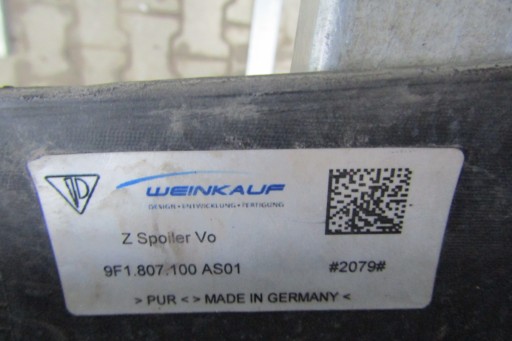 WEINKAUF
DESIGN • ENTWICKLUNG • FERTIGUNG
Z Spoiler Vo
9F1.807.100 AS01 #2079#
> PUR < > MADE IN GERMANY <